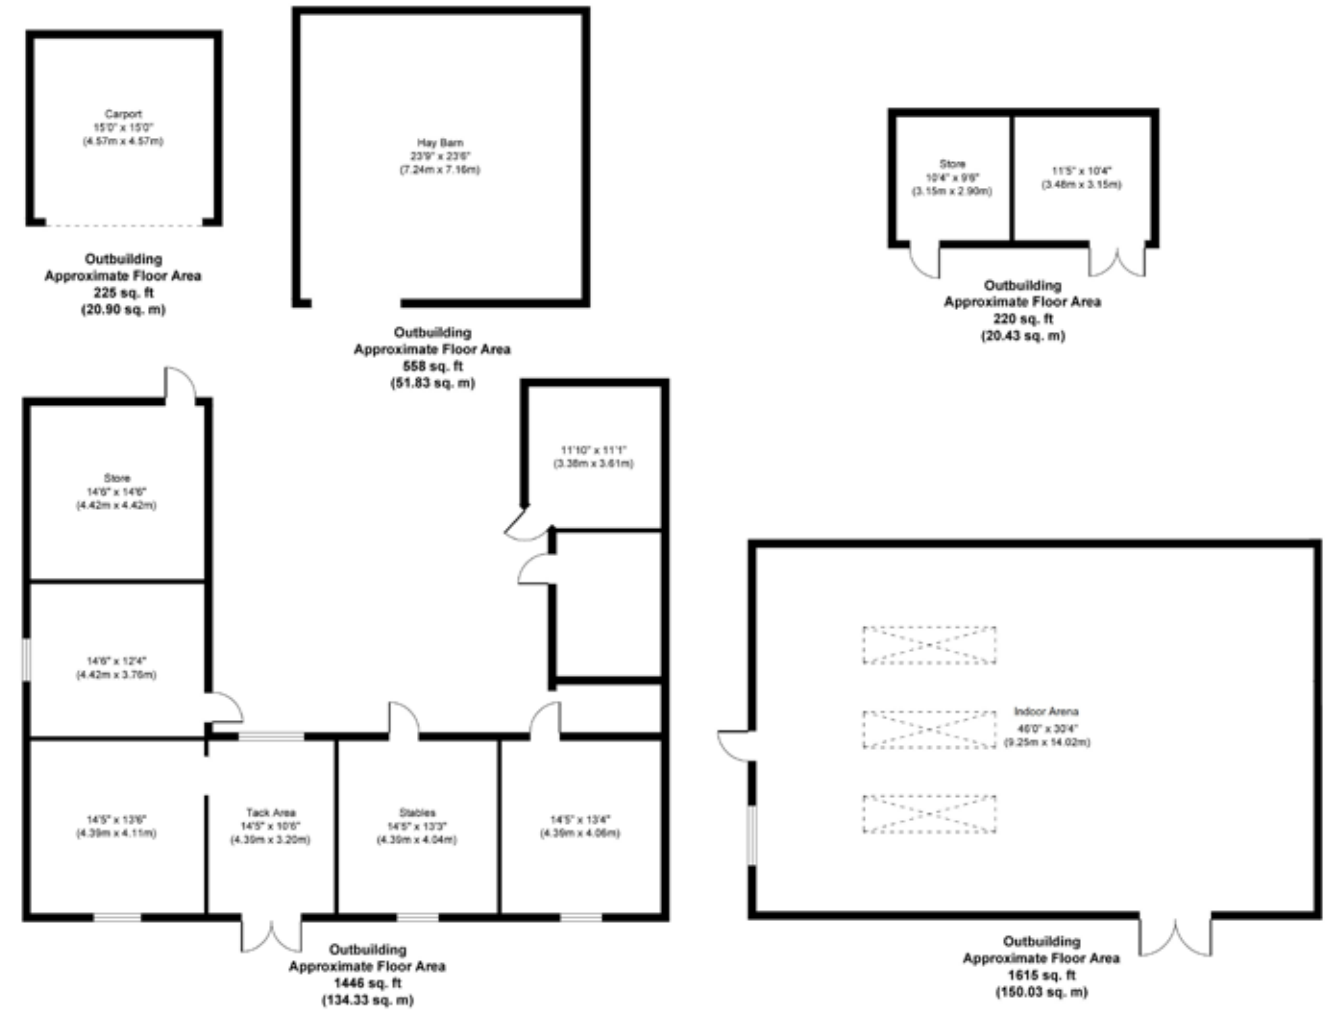 Carport
15'0" x 15'0"
(4.57m x 4.57m)
Outbuilding
Approximate Floor Area
225 sq. ft
(20.90 sq. m)
Hay Barn
23'9" x 23'6"
(7.24m x 7.16m)
Outbuilding
Approximate Floor Area
558 sq. ft
(51.83 sq. m)
Store
10'4" x 9'6"
(3.15m x 2.90m)
11'5" x 10'4"
(3.48m x 3.15m)
Outbuilding
Approximate Floor Area
220 sq. ft
(20.43 sq. m)
Store
14'6" x 14'6"
(4.42m x 4.42m)
11'10" x 11'1"
(3.38m x 3.61m)
14'6" x 12'4"
(4.42m x 3.76m)
14'5" x 13'6"
(4.39m x 4.11m)
Tack Area
14'5" x 10'6"
(4.39m x 3.20m)
Stables
14'5" x 13'3"
(4.39m x 4.04m)
14'5" x 13'4"
(4.39m x 4.06m)
Outbuilding
Approximate Floor Area
1446 sq. ft
(134.33 sq. m)
Indoor Arena
46'0" x 30'4"
(9.25m x 14.02m)
Outbuilding
Approximate Floor Area
1615 sq. ft
(150.03 sq. m)